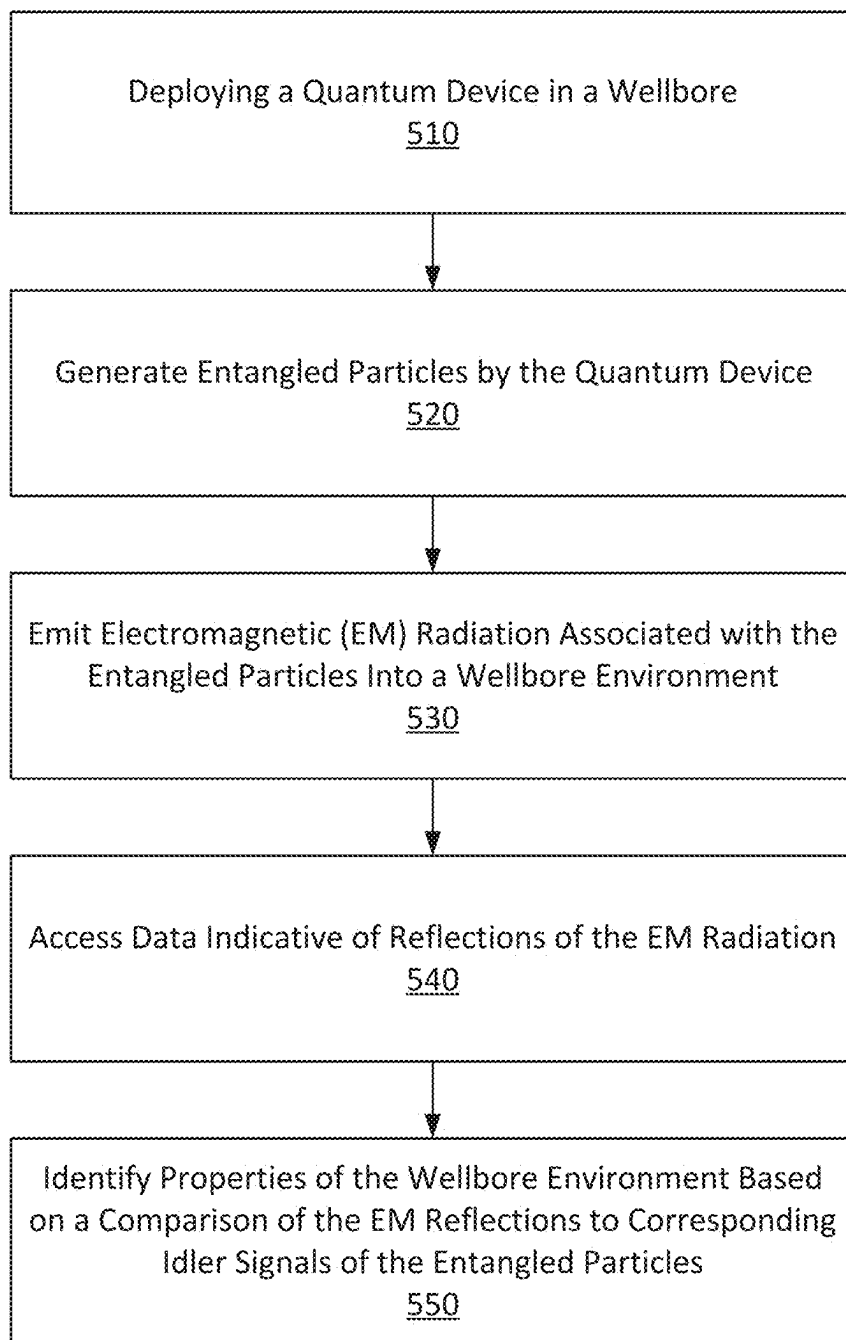 Deploying a Quantum Device in a Wellbore
510
Generate Entangled Particles by the Quantum Device
520
Emit Electromagnetic (EM) Radiation Associated with the
Entangled Particles Into a Wellbore Environment
530
Access Data Indicative of Reflections of the EM Radiation
540
Identify Properties of the Wellbore Environment Based
on a Comparison of the EM Reflections to Corresponding
Idler Signals of the Entangled Particles
550